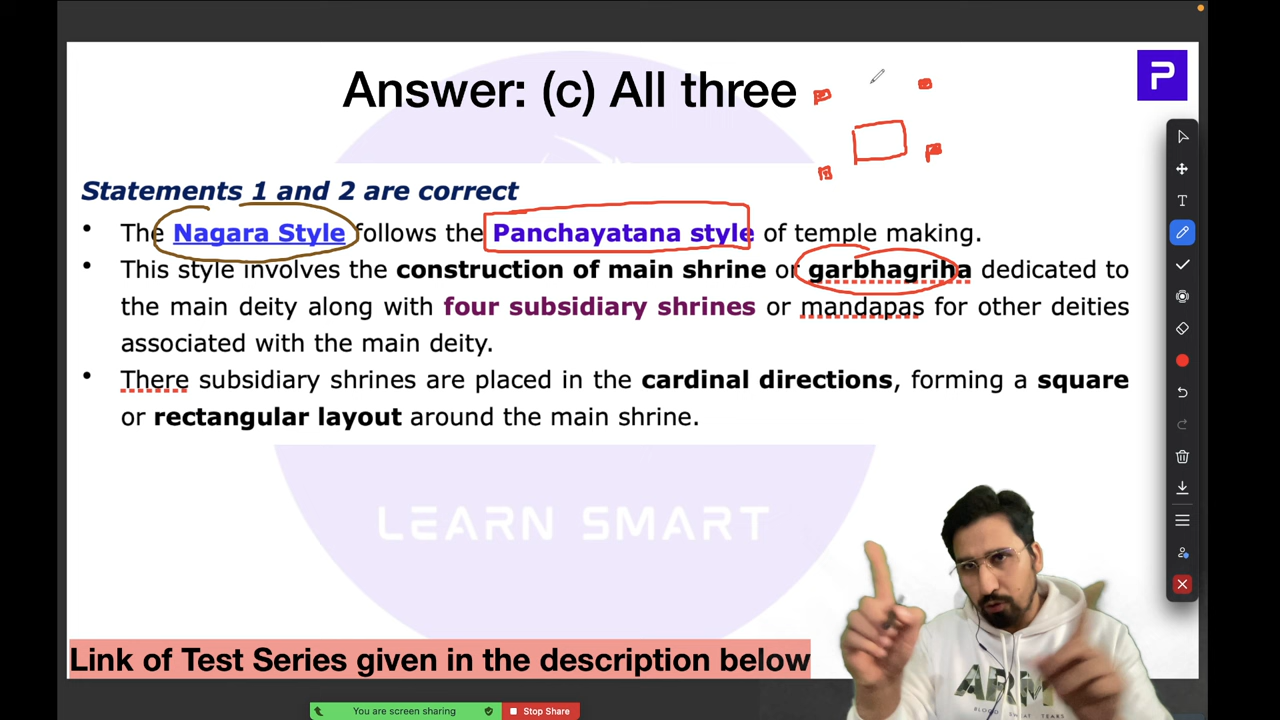 Answer: (c) All three
P
Statements 1 and 2 are correct
• The Nagara Style follows the Panchayatana style of temple making.
• This style involves the construction of main shrine or garbhagriha dedicated to
the main deity along with four subsidiary shrines or mandapas for other deities
associated with the main deity.
• There subsidiary shrines are placed in the cardinal directions, forming a square
or rectangular layout around the main shrine.
LEARN SMART
T
Link of Test Series given in the description below
You are screen sharing
Stop Share